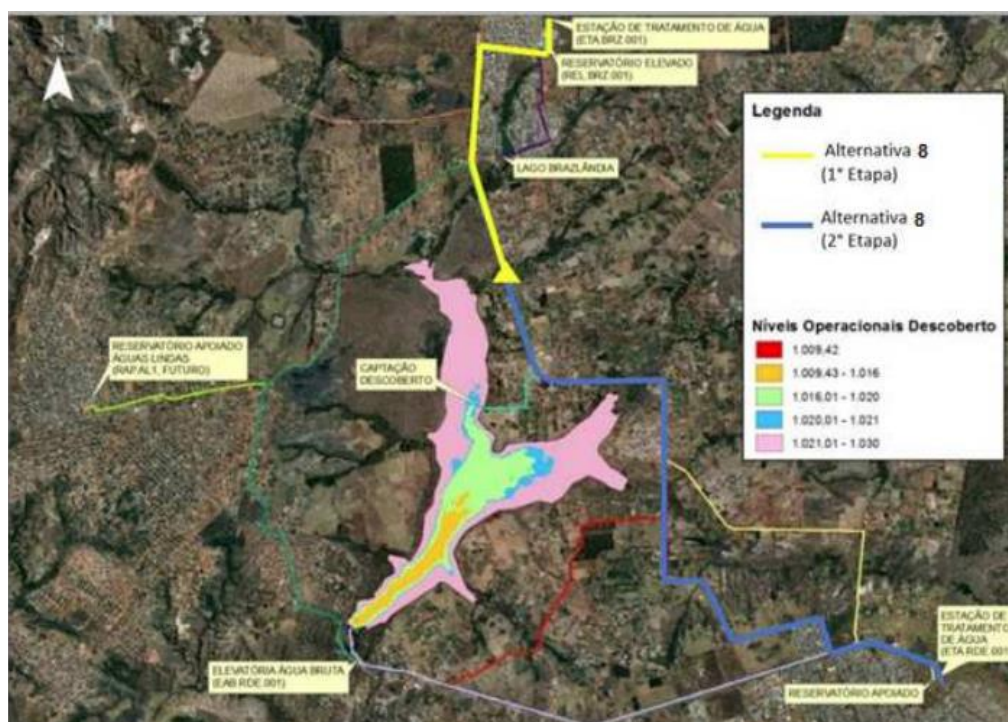 ESTAÇÃO DE TRATAMENTO DE ÁGUA
(ETA.BRZ.001)
RESERVATÓRIO ELEVADO
(REL.BRZ.001)
LAGO BRAZLÂNDIA
N
Legenda
Alternativa 8
(1° Etapa)
Alternativa 8
(2° Etapa)
Níveis Operacionais Descoberto
1.009.42
1.009.43 - 1.016
1.016.01 - 1.020
1.020.01 - 1.021
1.021.01 - 1.030
RESERVATÓRIO APOIADO
ÁGUAS LINDAS
(RAP.AL1, FUTURO)
CAPTAÇÃO
DESCOBERTO
ELEVATÓRIA ÁGUA BRUTA
(EAB.RDE.001)
ESTAÇÃO DE
TRATAMENTO
DE ÁGUA
(ETA RDE.001)
RESERVATÓRIO APOIADO